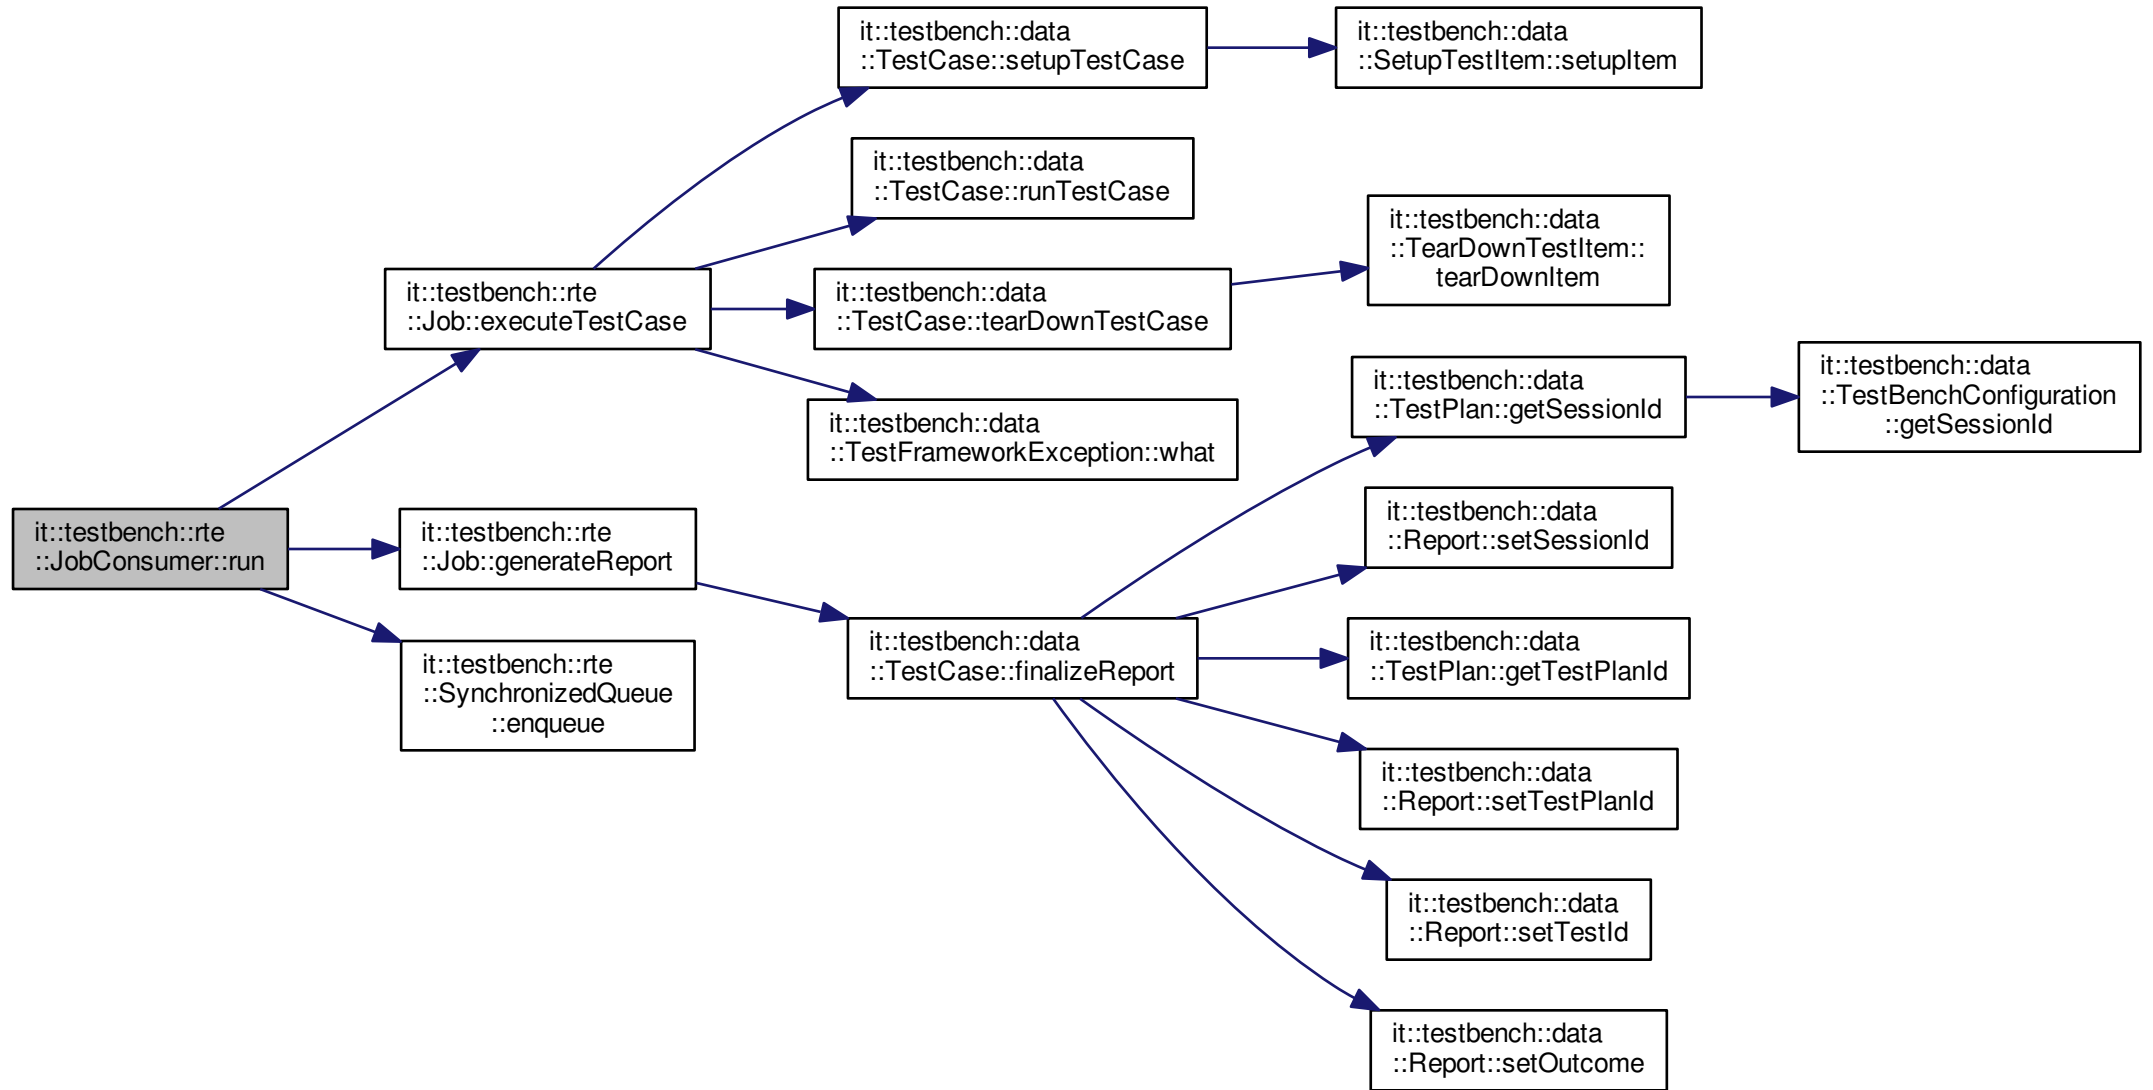 it::testbench::data
::TestCase::setupTestCase
it::testbench::data
::SetupTestItem::setupItem
it::testbench::data
::TestCase::runTestCase
it::testbench::data
::TearDownTestItem::
tearDownItem
it::testbench::rte
::Job::executeTestCase
it::testbench::data
::TestCase::tearDownTestCase
it::testbench::data
::TestFrameworkException::what
it::testbench::data
::TestPlan::getSessionId
it::testbench::data
::TestBenchConfiguration
::getSessionId
it::testbench::rte
::JobConsumer::run
it::testbench::rte
::Job::generateReport
it::testbench::data
::Report::setSessionId
it::testbench::rte
::SynchronizedQueue
::enqueue
it::testbench::data
::TestCase::finalizeReport
it::testbench::data
::TestPlan::getTestPlanId
it::testbench::data
::Report::setTestPlanId
it::testbench::data
::Report::setTestId
it::testbench::data
::Report::setOutcome